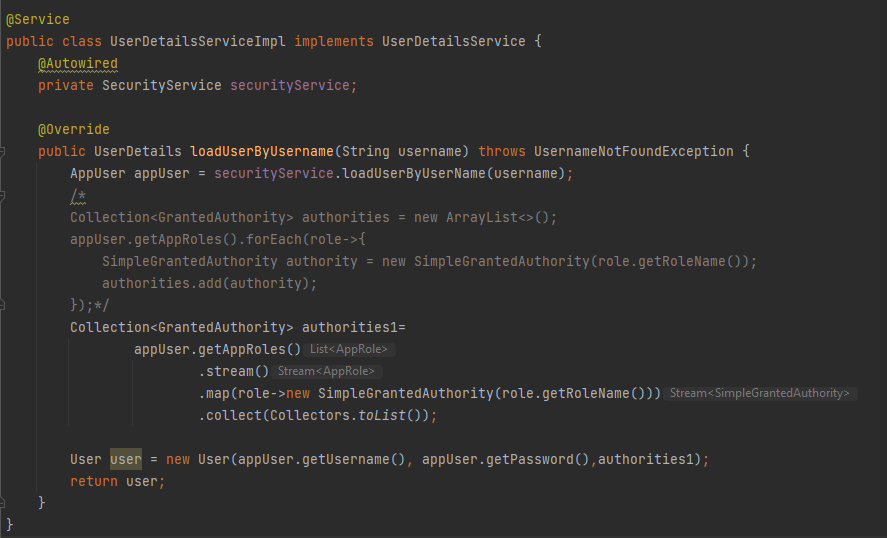 @Service
public class UserDetailsServiceImpl implements UserDetailsService {
    @Autowired
    private SecurityService securityService;

    @Override
    public UserDetails loadUserByUsername(String username) throws UsernameNotFoundException {
        AppUser appUser = securityService.loadUserByUserName(username);
        /*
        Collection<GrantedAuthority> authorities = new ArrayList<>();
        appUser.getAppRoles().forEach(role->{
            SimpleGrantedAuthority authority = new SimpleGrantedAuthority(role.getRoleName());
            authorities.add(authority);
        });*/
        Collection<GrantedAuthority> authorities1=
                appUser.getAppRoles() List<AppRole>
                        .stream() Stream<AppRole>
                        .map(role->new SimpleGrantedAuthority(role.getRoleName())) Stream<SimpleGrantedAuthority>
                        .collect(Collectors.toList());

        User user = new User(appUser.getUsername(), appUser.getPassword(),authorities1);
        return user;
    }
}